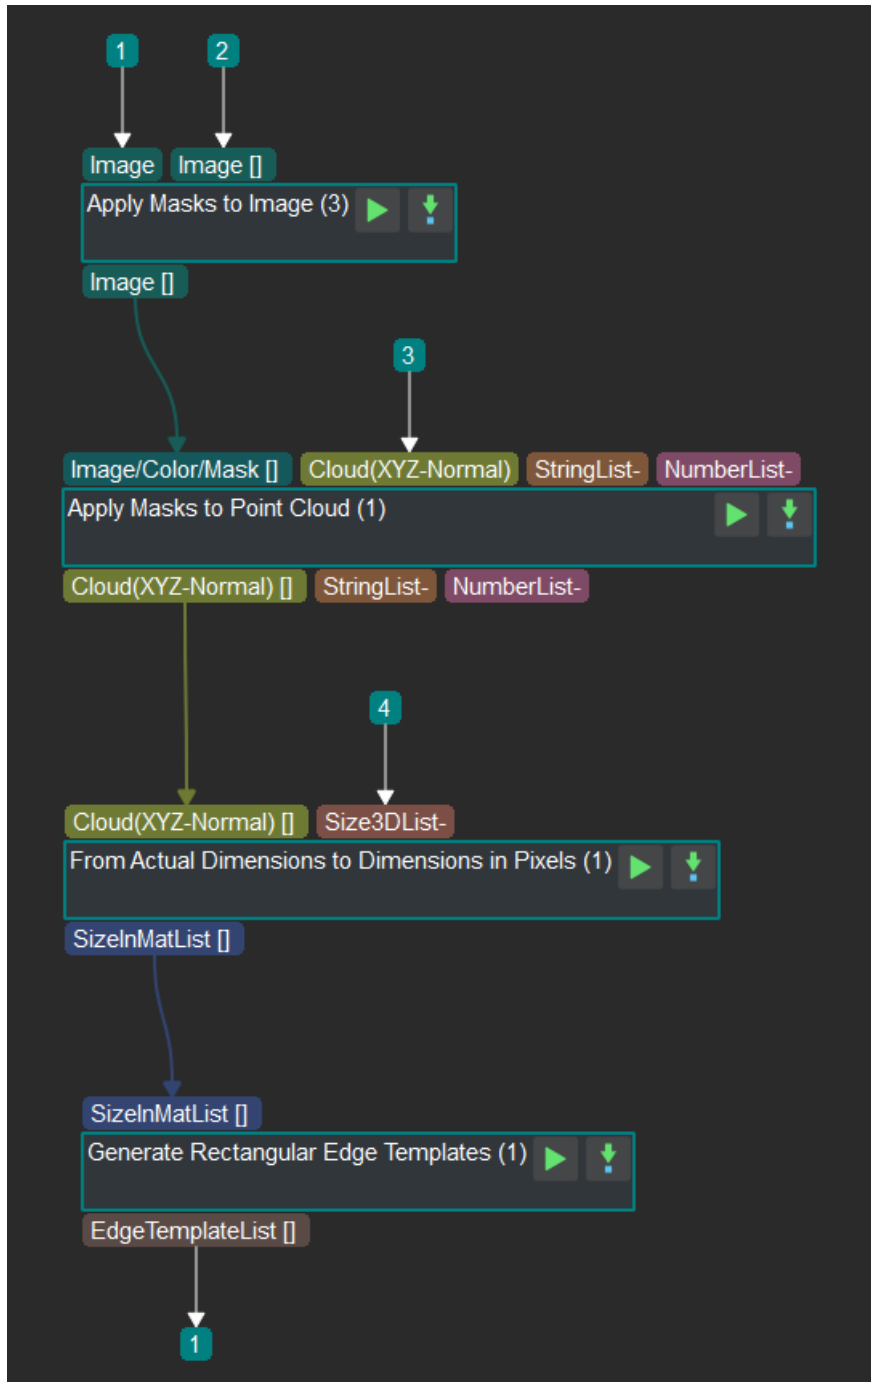 1 2
Image Image []
Apply Masks to Image (3)
Image []
3
Image/Color/Mask [] Cloud(XYZ-Normal) StringList- NumberList-
Apply Masks to Point Cloud (1)
Cloud(XYZ-Normal) [] StringList- NumberList-
4
Cloud(XYZ-Normal) [] Size3DList-
From Actual Dimensions to Dimensions in Pixels (1)
SizeInMatList []
SizeInMatList []
Generate Rectangular Edge Templates (1)
EdgeTemplateList []
1